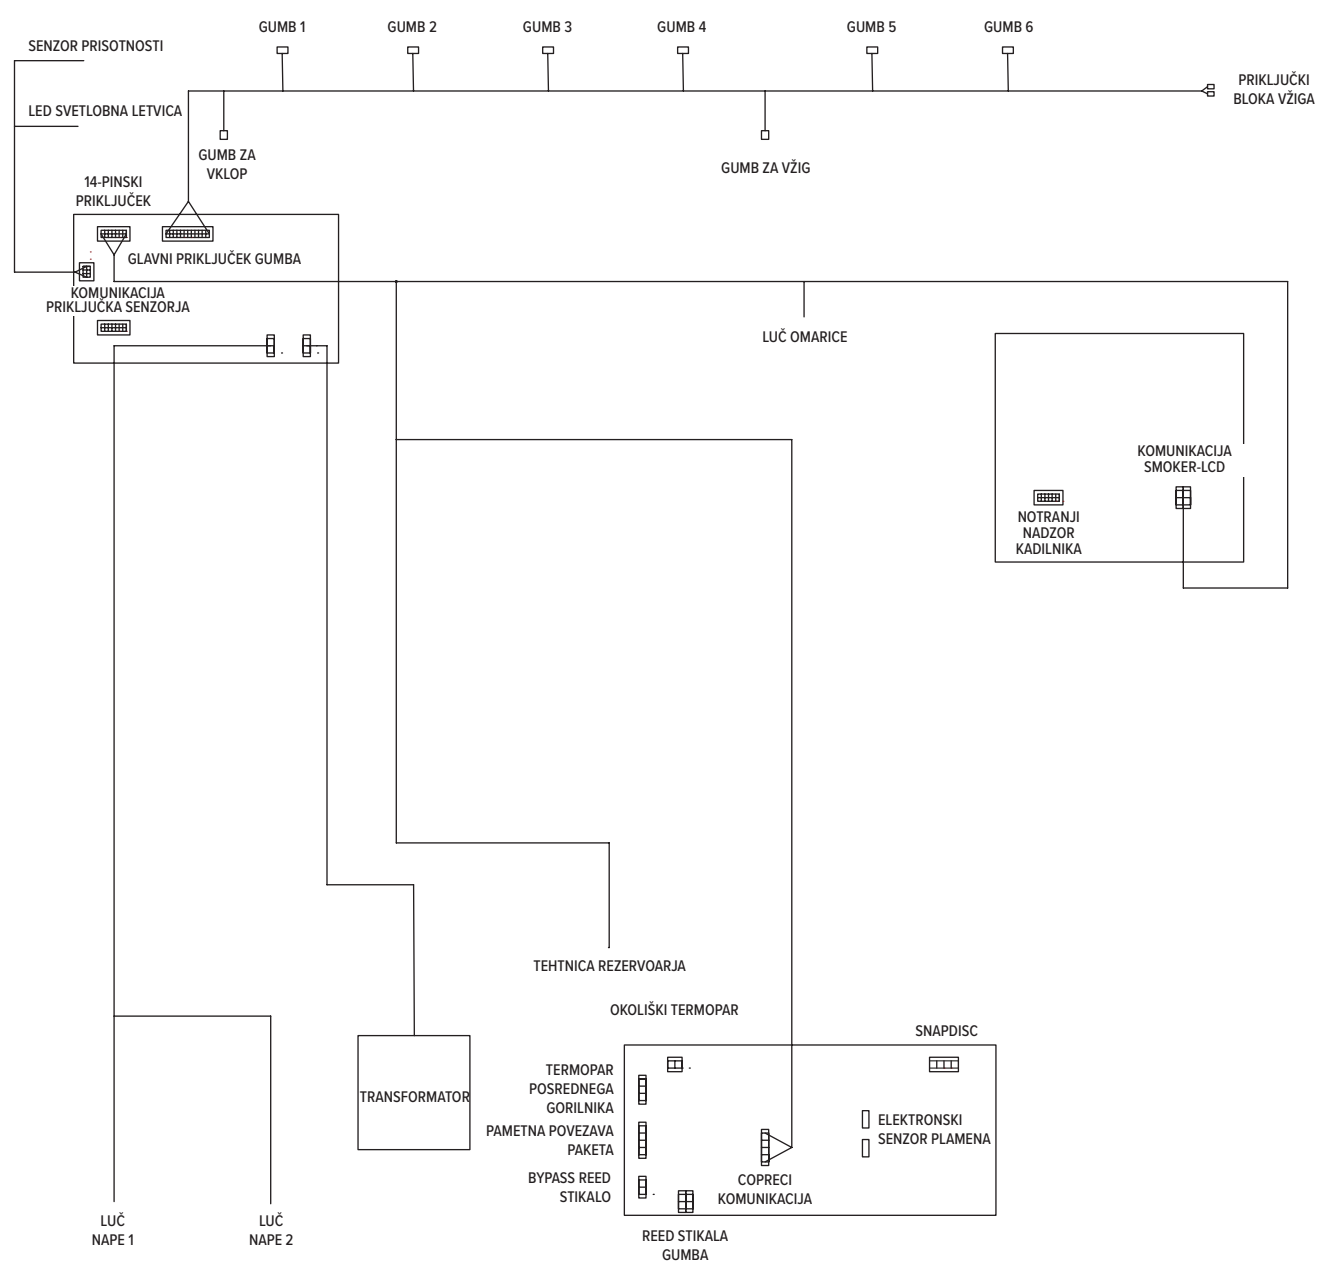 GUMB 1
GUMB 2
GUMB 3
GUMB 4
GUMB 5
GUMB 6
SENZOR PRISOTNOSTI
PRIKLJUČKI
BLOKA VŽIGA
LED SVETLOBNA LETVICA
GUMB ZA
VKLOP
GUMB ZA VŽIG
14-PINSKI
PRIKLJUČEK
GLAVNI PRIKLJUČEK GUMBA
KOMUNIKACIJA
PRIKLJUČKA SENZORJA
LUČ OMARICE
KOMUNIKACIJA
SMOKER-LCD
NOTRANJI
NADZOR
KADILNIKA
TEHTNICA REZERVOARJA
OKOLIŠKI TERMOPAR
SNAPDISC
TRANSFORMATOR
TERMOPAR
POSREDNEGA
GORILNIKA
PAMETNA POVEZAVA
PAKETA
BYPASS REED
STIKALO
ELEKTRONSKI
SENZOR PLAMENA
COPRECI
KOMUNIKACIJA
LUČ
NAPE 1
LUČ
NAPE 2
REED STIKALA
GUMBA